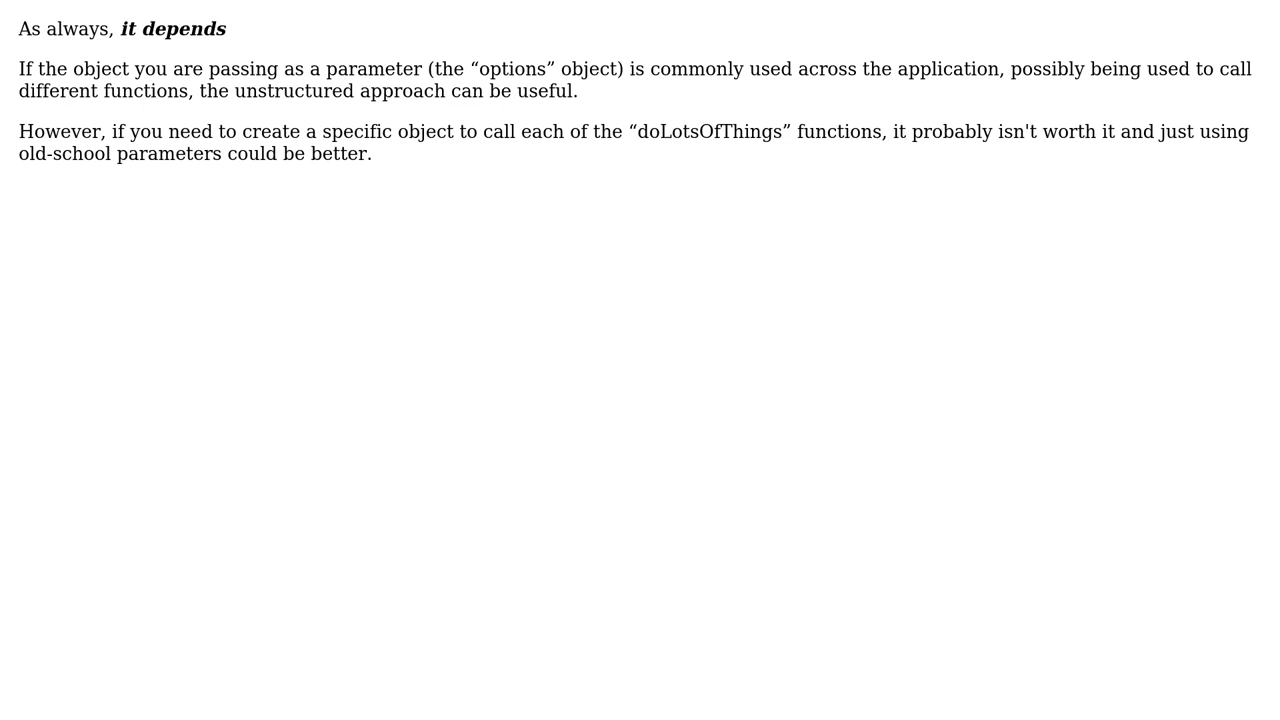 As always, it depends
If the object you are passing as a parameter (the “options” object) is commonly used across the application, possibly being used to call
different functions, the unstructured approach can be useful.
However, if you need to create a specific object to call each of the “doLotsOfThings” functions, it probably isn't worth it and just using
old-school parameters could be better.